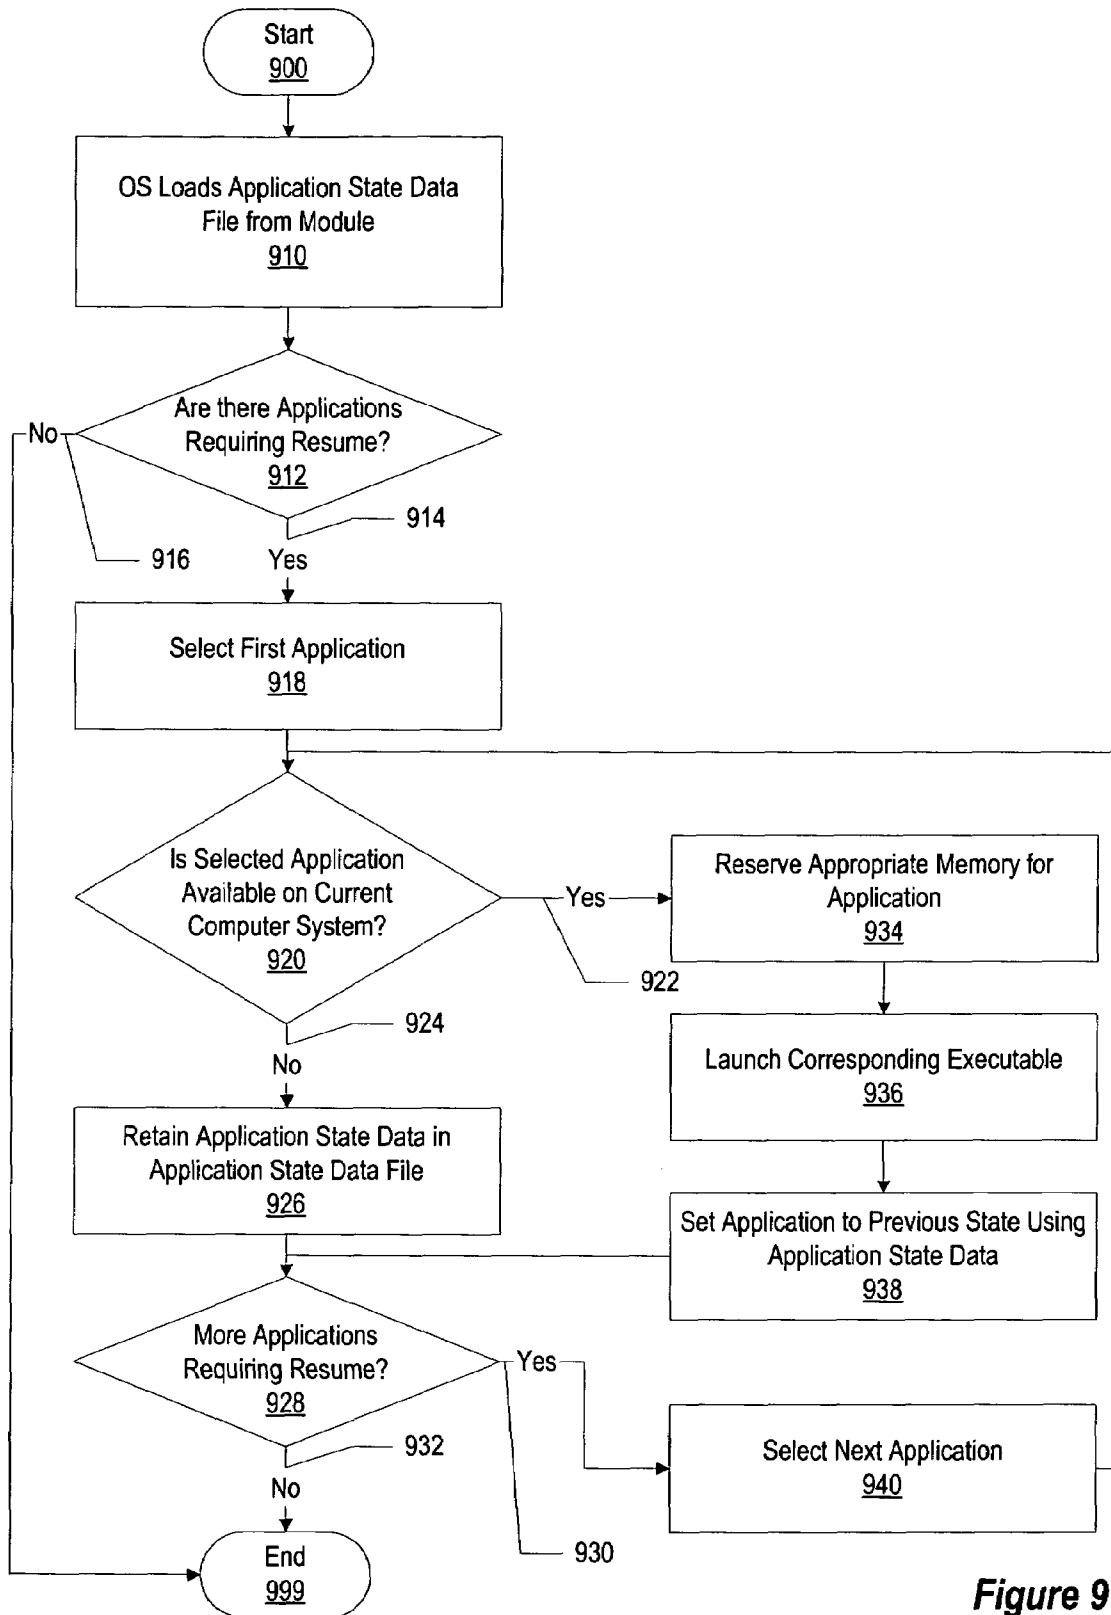 Start
900
OS Loads Application State Data
File from Module
910
Are there Applications
Requiring Resume?
912
No
914
916
Yes
Select First Application
918
Is Selected Application
Available on Current
Computer System?
920
Yes
922
Reserve Appropriate Memory for
Application
934
924
No
Launch Corresponding Executable
936
Retain Application State Data in
Application State Data File
926
Set Application to Previous State Using
Application State Data
938
More Applications
Requiring Resume?
928
Yes
930
932
No
Select Next Application
940
End
999
Figure 9